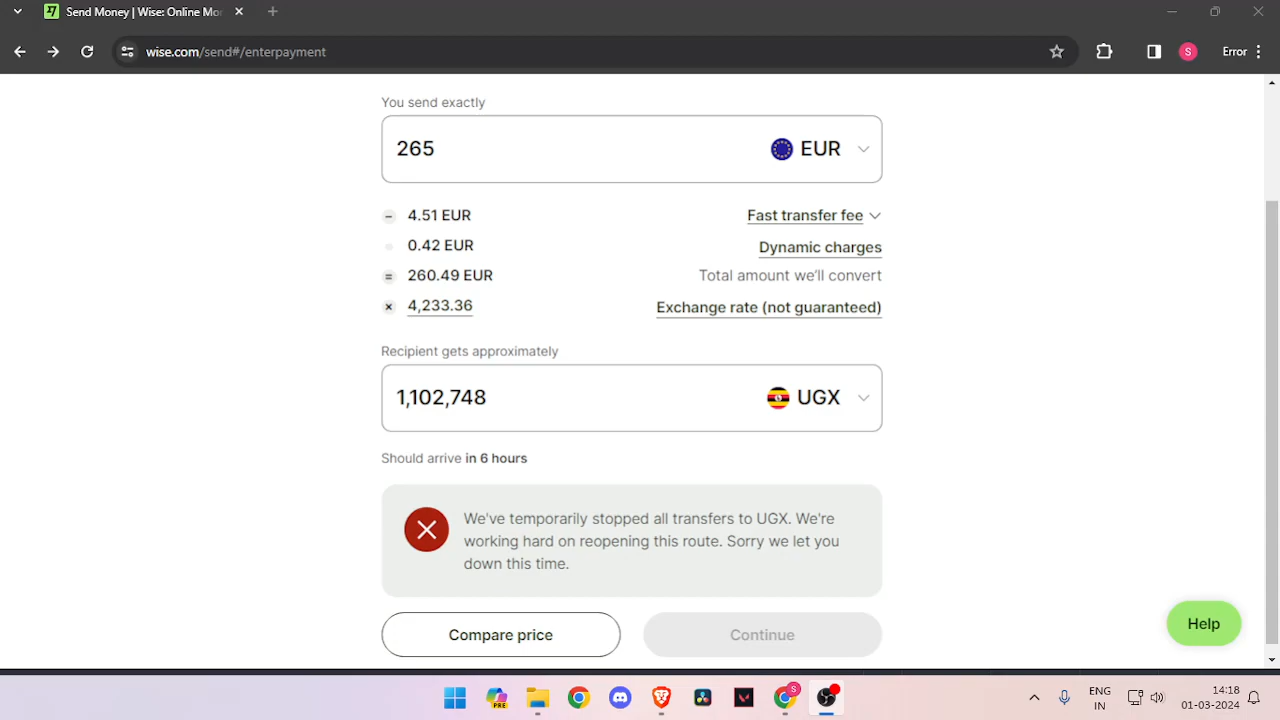 Send Money | Wise: Online Mo
wise.com/send#/enterpayment
S
Error
You send exactly
265
EUR
4.51 EUR
Fast transfer fee
0.42 EUR
Dynamic charges
= 260.49 EUR
Total amount we'll convert
× 4,233.36
Exchange rate (not guaranteed)
Recipient gets approximately
1,102,748
UGX
Should arrive in 6 hours
We've temporarily stopped all transfers to UGX. We're
working hard on reopening this route. Sorry we let you
down this time.
Compare price
Continue
Help
PRE
S
ENG
IN
14:18
01-03-2024